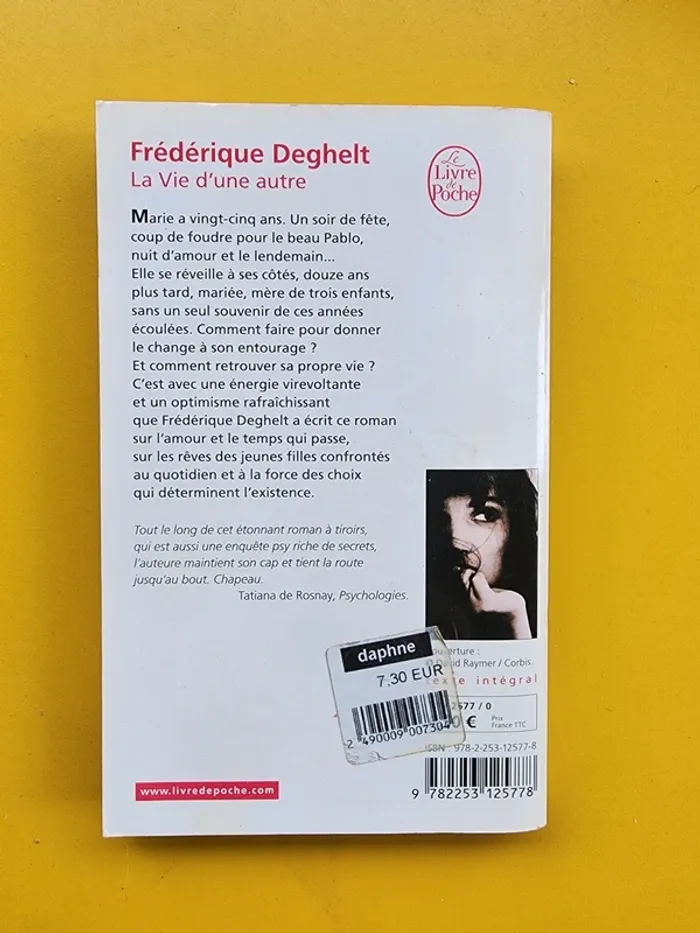 Frédérique Deghelt
La Vie d'une autre
Le
Livre
de
Poche
Marie a vingt-cinq ans. Un soir de fête,
coup de foudre pour le beau Pablo,
nuit d'amour et le lendemain...
Elle se réveille à ses côtés, douze ans
plus tard, mariée, mère de trois enfants,
sans un seul souvenir de ces années
écoulées. Comment faire pour donner
le change à son entourage ?
Et comment retrouver sa propre vie ?
C'est avec une énergie virevoltante
et un optimisme rafraîchissant
que Frédérique Deghelt a écrit ce roman
sur l'amour et le temps qui passe,
sur les rêves des jeunes filles confrontés
au quotidien et à la force des choix
qui déterminent l'existence.
Tout le long de cet étonnant roman à tiroirs,
qui est aussi une enquête psy riche de secrets,
l'auteure maintient son cap et tient la route
jusqu'au bout. Chapeau.
Tatiana de Rosnay, Psychologies.
daphne
7,30 EUR
2 490009 007304
erture :
David Raymer / Corbis.
texte intégral
2577 / 0
0 €
Prix
France TTC
ISBN : 978-2-253-12577-8
9 782253 125778
www.livredepoche.com